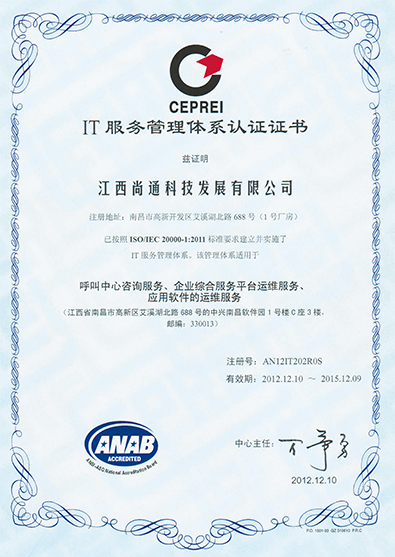 CEPREI
IT 服务管理体系认证证书
兹证明
江西尚通科技发展有限公司
注册地址：南昌市高新开发区艾溪湖北路 688 号（1 号厂房）
已按照 ISO/IEC 20000-1:2011 标准要求建立并实施了
IT 服务管理体系。该管理体系适用于
呼叫中心咨询服务、企业综合服务平台运维服务、
应用软件的运维服务
（江西省南昌市高新区艾溪湖北路 688 号的中兴南昌软件园 1 号楼 C 座 3 楼，
邮编：330013）
注册号： AN12IT202R0S
有效期： 2012.12.10 ～ 2015.12.09
ANAB
ACCREDITED
ANSI-ASQ National Accreditation Board
中心主任：
2012.12.10